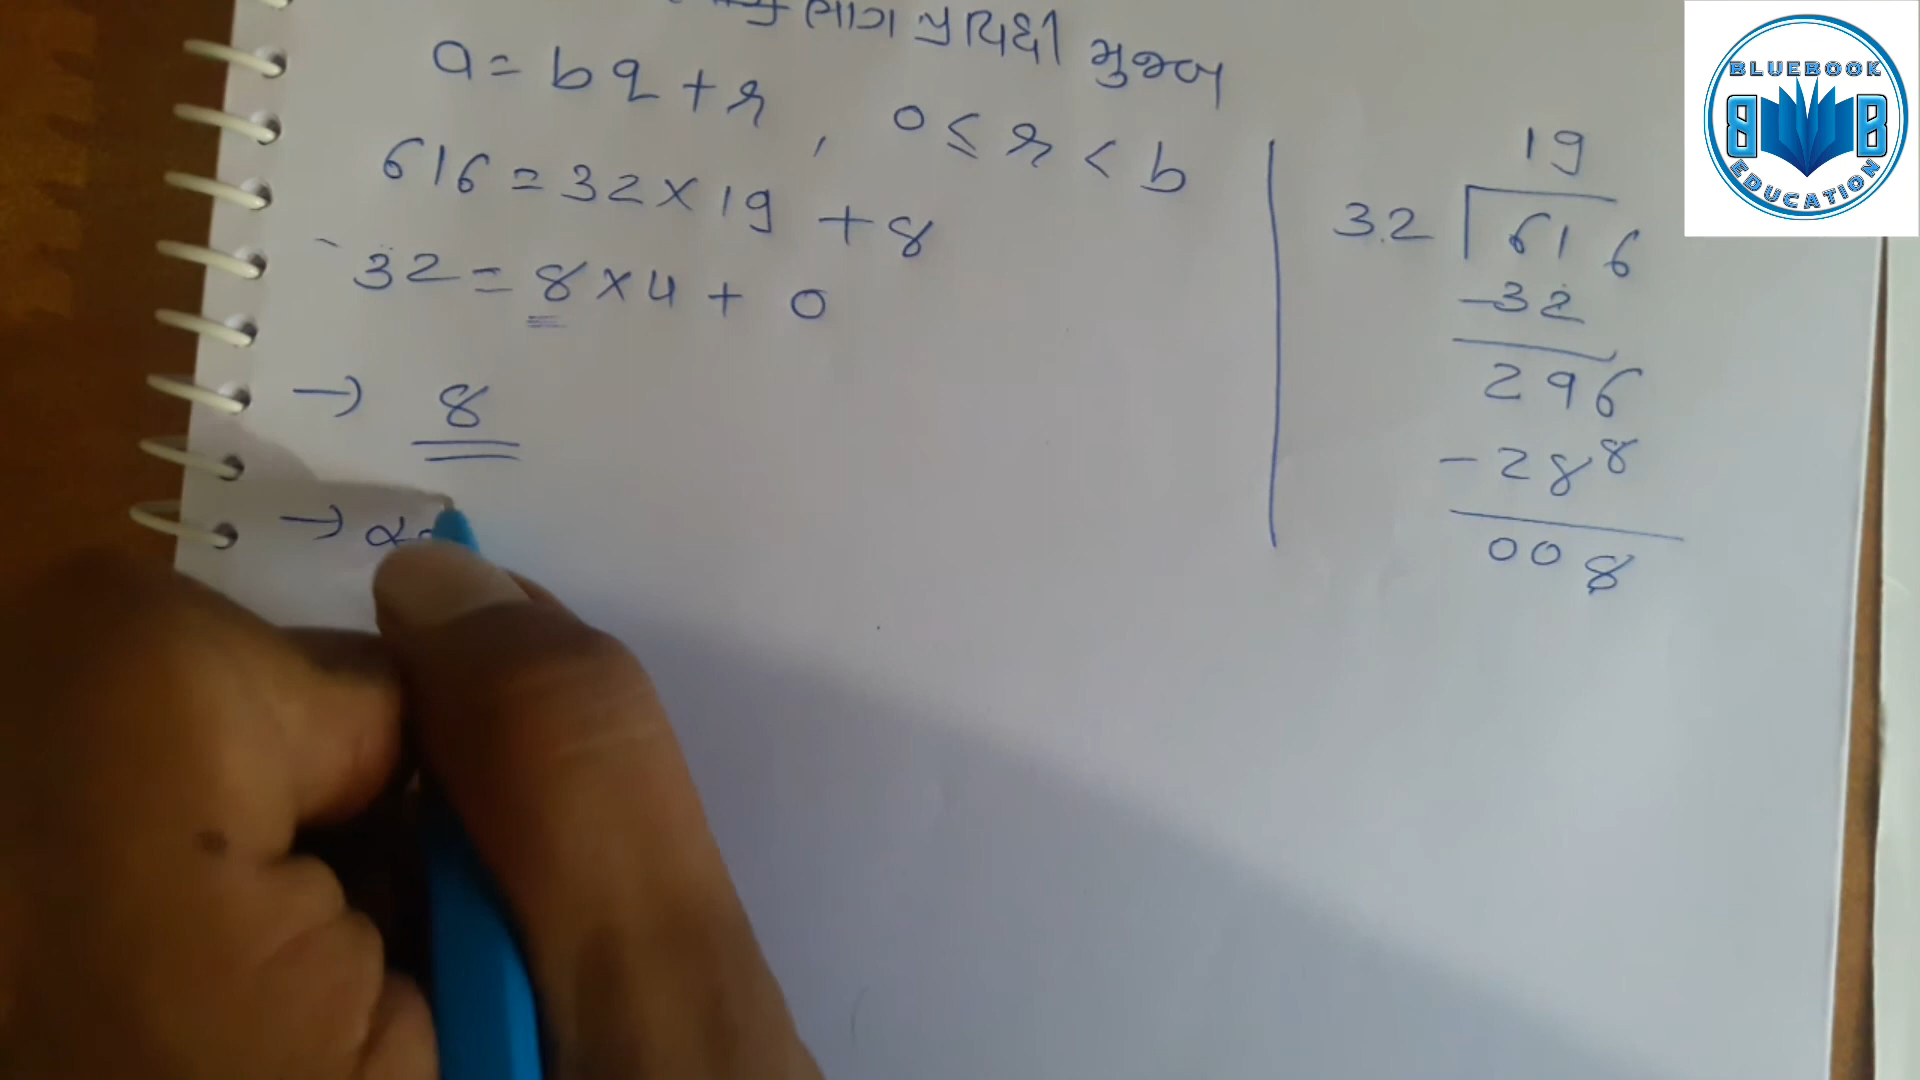 ભાગ પ્રવિધી મુજબ
a = bq + r , 0 ≤ r < b
616 = 32 × 19 + 8
32 = 8 × 4 + 0
→ 8
→
19
32 616
-32
296
-288
008
BLUEBOOK
B B
EDUCATION